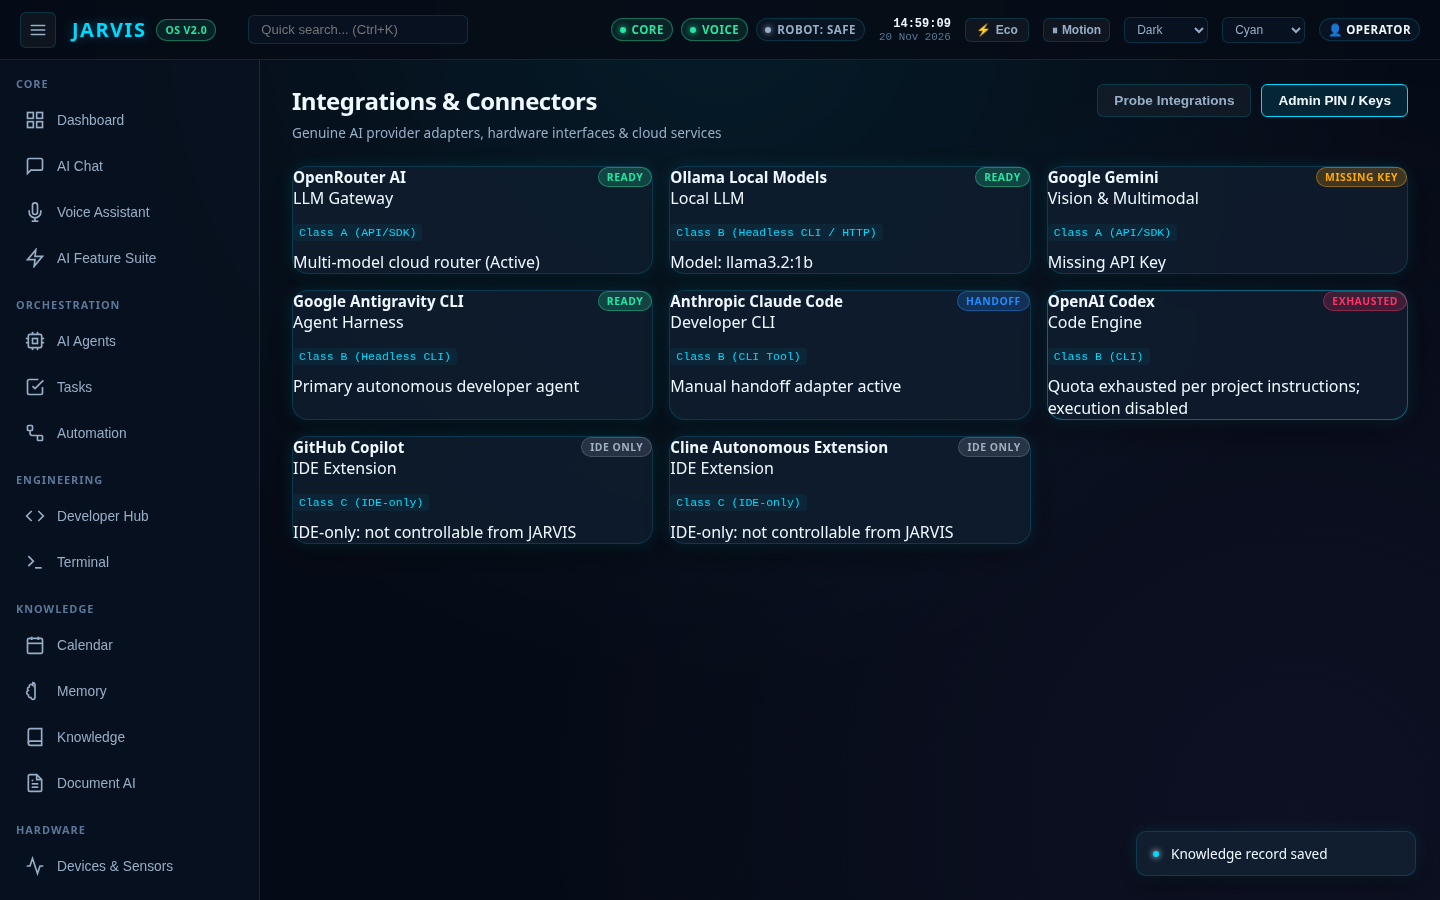 JARVIS
OS V2.0
Quick search... (Ctrl+K)
CORE
VOICE
ROBOT: SAFE
14:59:09
20 Nov 2026
⚡ Eco
Motion
Dark
Cyan
👤 OPERATOR
CORE
Dashboard
AI Chat
Voice Assistant
AI Feature Suite
ORCHESTRATION
AI Agents
Tasks
Automation
ENGINEERING
Developer Hub
Terminal
KNOWLEDGE
Calendar
Memory
Knowledge
Document AI
HARDWARE
Devices & Sensors
Integrations & Connectors
Genuine AI provider adapters, hardware interfaces & cloud services
Probe Integrations
Admin PIN / Keys
OpenRouter AI
READY
LLM Gateway
Class A (API/SDK)
Multi-model cloud router (Active)
Ollama Local Models
READY
Local LLM
Class B (Headless CLI / HTTP)
Model: llama3.2:1b
Google Gemini
MISSING KEY
Vision & Multimodal
Class A (API/SDK)
Missing API Key
Google Antigravity CLI
READY
Agent Harness
Class B (Headless CLI)
Primary autonomous developer agent
Anthropic Claude Code
HANDOFF
Developer CLI
Class B (CLI Tool)
Manual handoff adapter active
OpenAI Codex
EXHAUSTED
Code Engine
Class B (CLI)
Quota exhausted per project instructions;
execution disabled
GitHub Copilot
IDE ONLY
IDE Extension
Class C (IDE-only)
IDE-only: not controllable from JARVIS
Cline Autonomous Extension
IDE ONLY
IDE Extension
Class C (IDE-only)
IDE-only: not controllable from JARVIS
Knowledge record saved